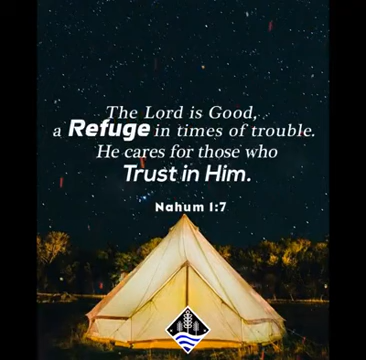 The Lord is Good,
a Refuge in times of trouble.
He cares for those who
Trust in Him.
Nahum 1:7